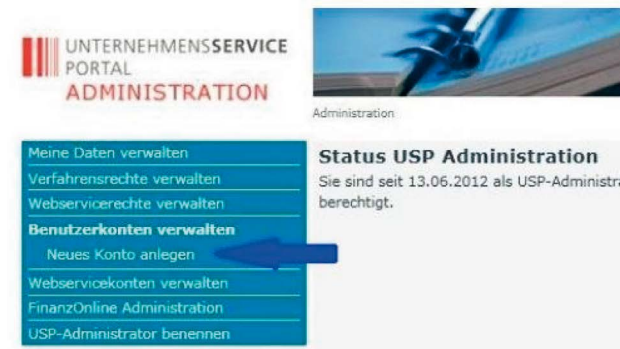 UNTERNEHMENSSERVICE
PORTAL
ADMINISTRATION
Administration
Meine Daten verwalten
Verfahrensrechte verwalten
Webservicerechte verwalten
Benutzerkonten verwalten
Neues Konto anlegen
Webservicekonten verwalten
FinanzOnline Administration
USP-Administrator benennen
Status USP Administration
Sie sind seit 13.06.2012 als USP-Administra
berechtigt.